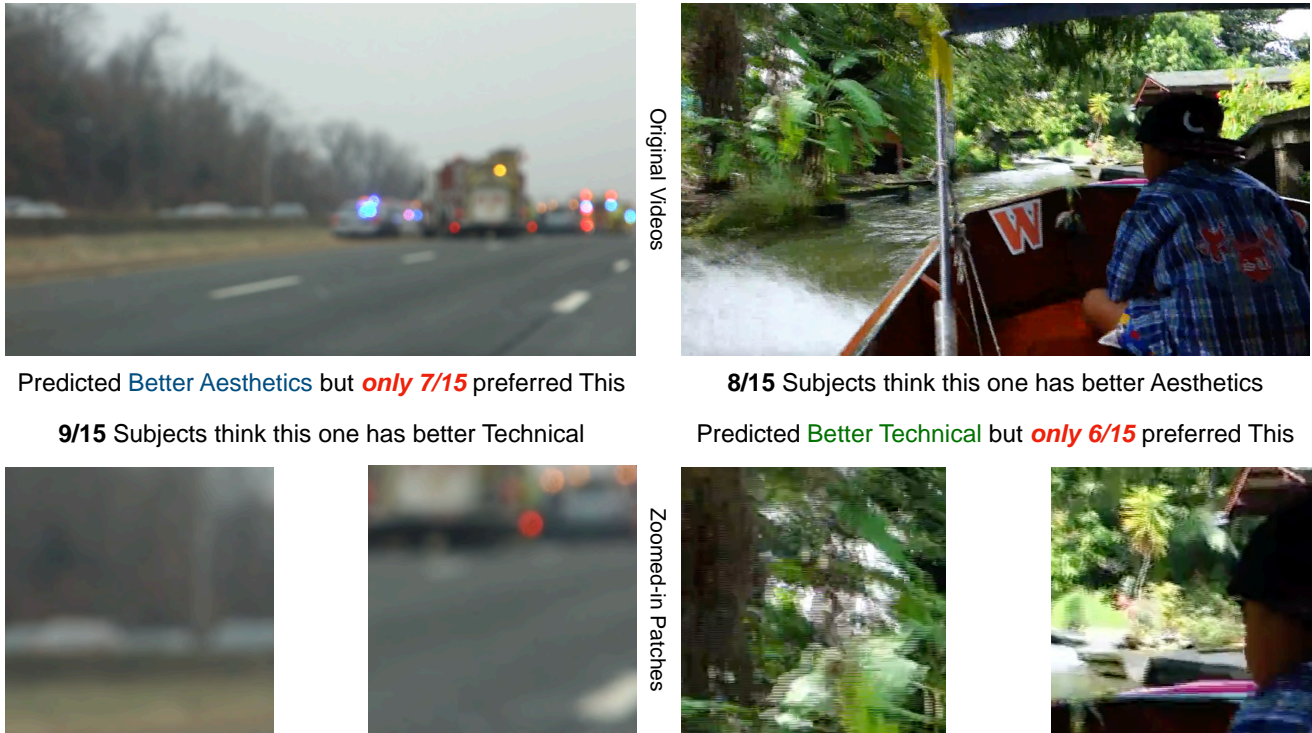 Original Videos
W
Predicted Better Aesthetics but only 7/15 preferred This
8/15 Subjects think this one has better Aesthetics
9/15 Subjects think this one has better Technical
Predicted Better Technical but only 6/15 preferred This
Zoomed-in Patches